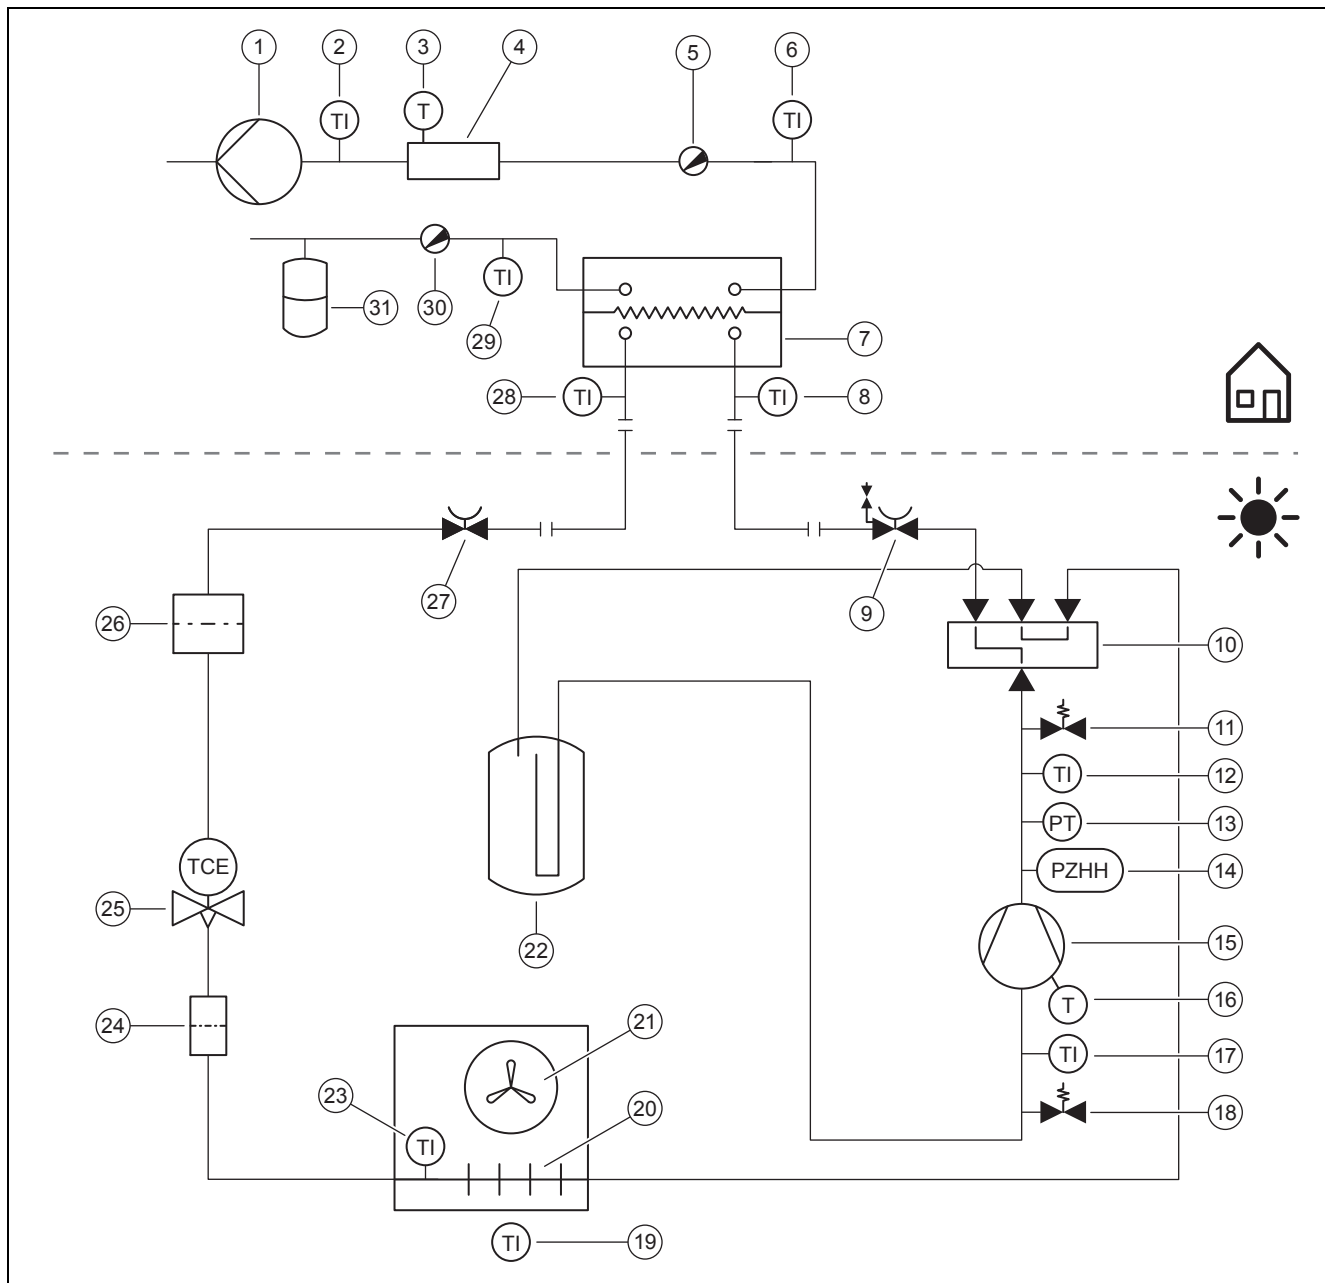 1 2 3 4 5 6
TI T TI
31 30 TI 29
7
28 TI TI 8
27 9
26 10
11
TI 12
PT 13
PZHH 14
TCE
25 22 15
T 16
24 21 TI 17
23 20 18
TI
TI 19